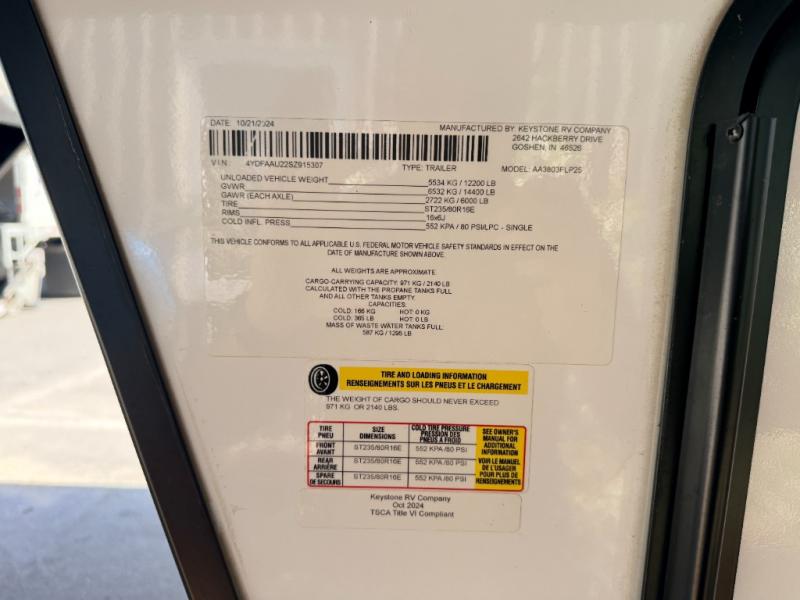 DATE: 10/21/2024
MANUFACTURED BY: KEYSTONE RV COMPANY
2642 HACKBERRY DRIVE
GOSHEN, IN 46526
VIN: 4YDFAAU22SZ915307 TYPE: TRAILER MODEL: AA3803FLP25
UNLOADED VEHICLE WEIGHT 5534 KG / 12200 LB
GVWR 6532 KG / 14400 LB
GAWR (EACH AXLE) 2722 KG / 6000 LB
TIRE ST235/80R16E
RIMS 16x6J
COLD INFL. PRESS 552 KPA / 80 PSI/LPC - SINGLE
THIS VEHICLE CONFORMS TO ALL APPLICABLE U.S. FEDERAL MOTOR VEHICLE SAFETY STANDARDS IN EFFECT ON THE
DATE OF MANUFACTURE SHOWN ABOVE.
ALL WEIGHTS ARE APPROXIMATE
CARGO-CARRYING CAPACITY: 971 KG / 2140 LB
CALCULATED WITH THE PROPANE TANKS FULL
AND ALL OTHER TANKS EMPTY.
CAPACITIES:
COLD: 166 KG HOT: 0 KG
COLD: 365 LB HOT: 0 LB
MASS OF WASTE WATER TANKS FULL:
587 KG / 1295 LB
TIRE AND LOADING INFORMATION
RENSEIGNEMENTS SUR LES PNEUS ET LE CHARGEMENT
THE WEIGHT OF CARGO SHOULD NEVER EXCEED
971 KG OR 2140 LBS.
TIRE
PNEU
SIZE
DIMENSIONS
COLD TIRE PRESSURE
PRESSION DES
PNEUS A FROID
FRONT
AVANT
ST235/80R16E
552 KPA /80 PSI
REAR
ARRIÈRE
ST235/80R16E
552 KPA /80 PSI
SPARE
DE SECOURS
ST235/80R16E
552 KPA /80 PSI
SEE OWNER'S
MANUAL FOR
ADDITIONAL
INFORMATION
VOIR LE MANUEL
DE L'USAGER
POUR PLUS DE
RENSEIGNEMENTS
Keystone RV Company
Oct 2024
TSCA Title VI Compliant